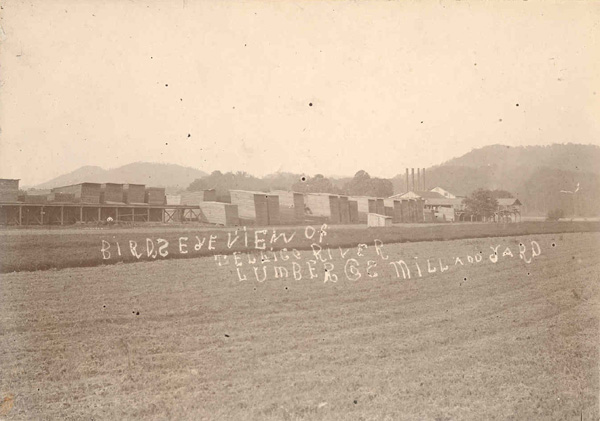 BIRDS EYE VIEW OF
TELLICO RIVER
LUMBER Co MILL AND YARD